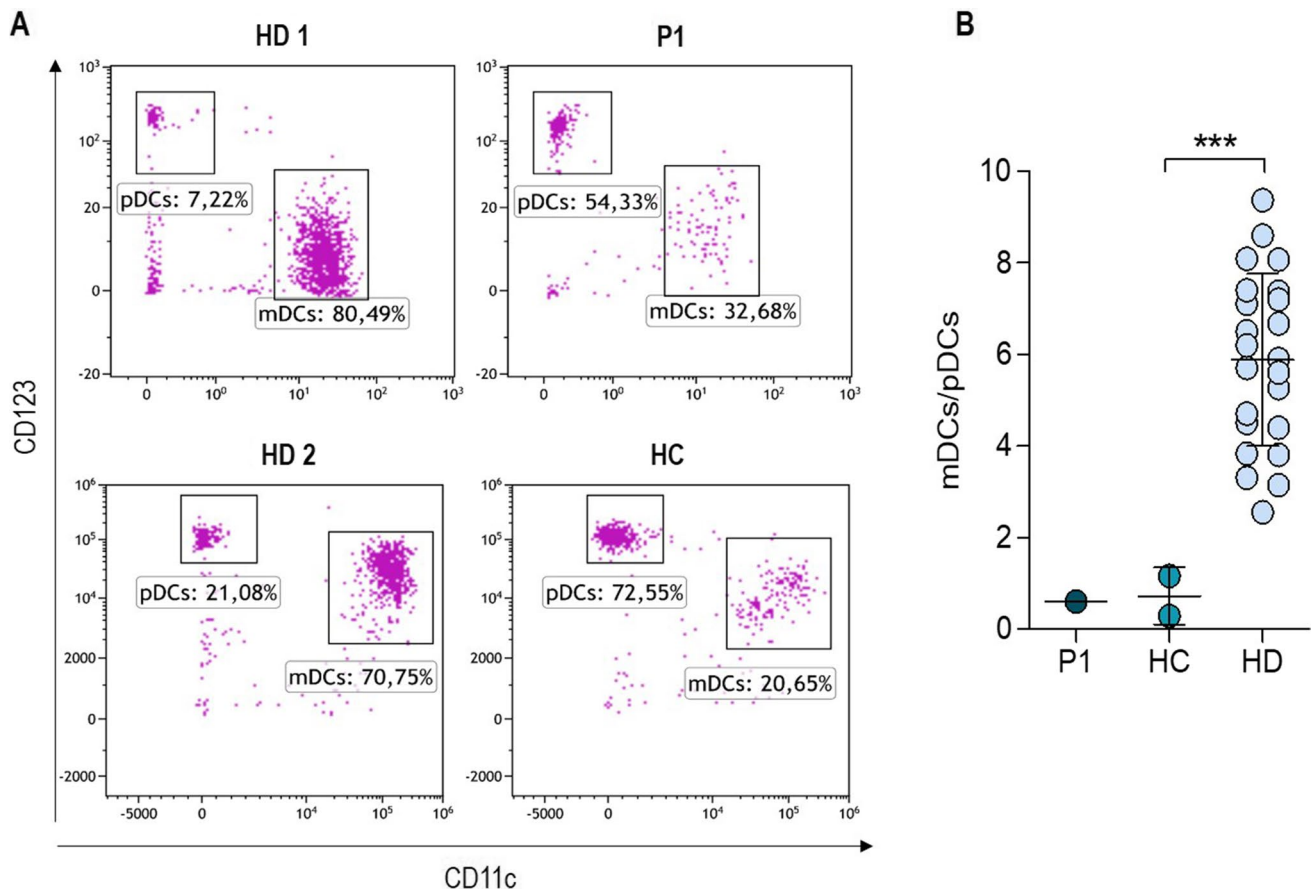 A
B
HD 1
P1
10³
10²
20
0
-20
pDCs: 7,22%
mDCs: 80,49%
0
10⁰
10¹
10²
10³
10³
10²
20
0
-20
pDCs: 54,33%
mDCs: 32,68%
0
10⁰
10¹
10²
10³
CD123
HD 2
HC
10⁶
10⁵
10⁴
2000
0
-2000
pDCs: 21,08%
mDCs: 70,75%
-5000
0
10⁴
10⁵
10⁶
10⁶
10⁵
10⁴
2000
0
-2000
pDCs: 72,55%
mDCs: 20,65%
-5000
0
10⁴
10⁵
10⁶
CD11c
***
mDCs/pDCs
10
8
6
4
2
0
P1
HC
HD